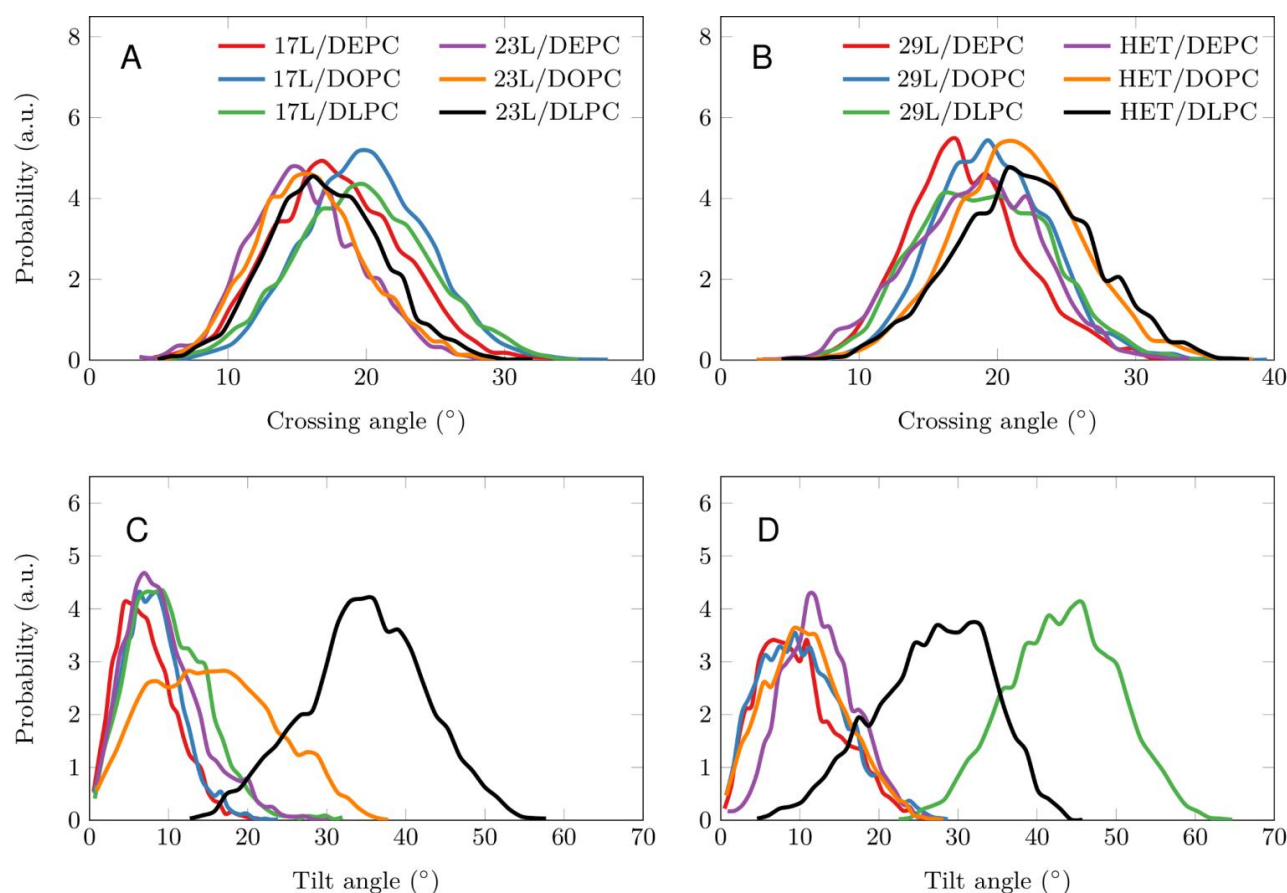 A
17L/DEPC 23L/DEPC
17L/DOPC 23L/DOPC
17L/DLPC 23L/DLPC
Probability (a.u.)
8
6
4
2
0
0 10 20 30 40
Crossing angle (°)
B
29L/DEPC HET/DEPC
29L/DOPC HET/DOPC
29L/DLPC HET/DLPC
8
6
4
2
0
0 10 20 30 40
Crossing angle (°)
C
Probability (a.u.)
6
5
4
3
2
1
0
0 10 20 30 40 50 60 70
Tilt angle (°)
D
6
5
4
3
2
1
0
0 10 20 30 40 50 60 70
Tilt angle (°)